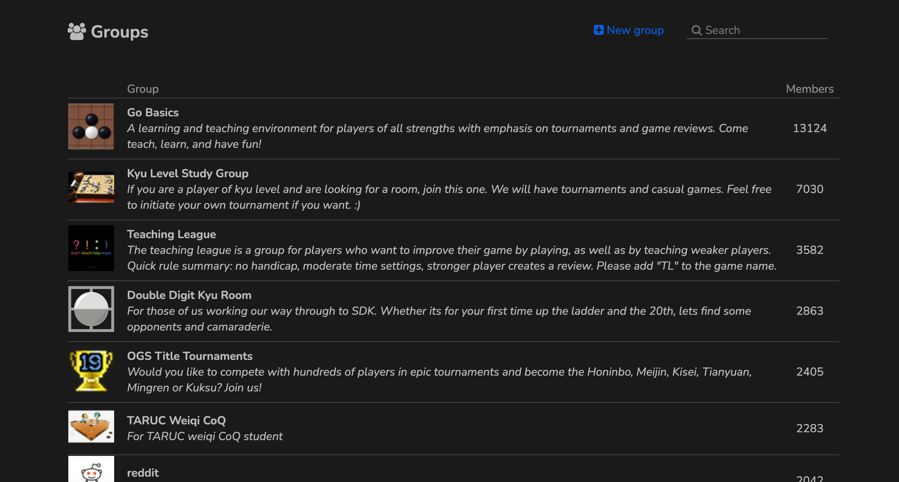 Groups
New group
Search
Group
Members
Go Basics
A learning and teaching environment for players of all strengths with emphasis on tournaments and game reviews. Come
teach, learn, and have fun!
13124
Kyu Level Study Group
If you are a player of kyu level and are looking for a room, join this one. We will have tournaments and casual games. Feel free
to initiate your own tournament if you want. :)
7030
? ! : )
Teaching League
The teaching league is a group for players who want to improve their game by playing, as well as by teaching weaker players.
Quick rule summary: no handicap, moderate time settings, stronger player creates a review. Please add "TL" to the game name.
3582
Double Digit Kyu Room
For those of us working our way through to SDK. Whether its for your first time up the ladder and the 20th, lets find some
opponents and camaraderie.
2863
19
OGS Title Tournaments
Would you like to compete with hundreds of players in epic tournaments and become the Honinbo, Meijin, Kisei, Tianyuan,
Mingren or Kuksu? Join us!
2405
TARUC Weiqi CoQ
For TARUC weiqi CoQ student
2283
reddit
2042